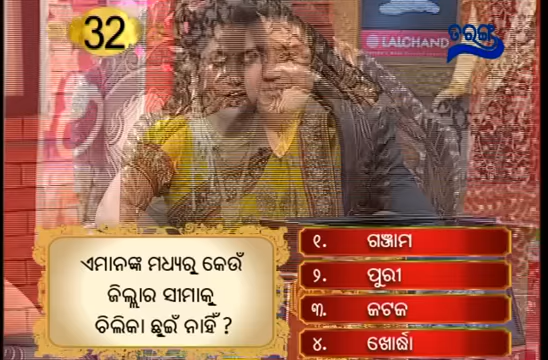 32
LALCHAND
ତରଙ୍ଗ
ଏମାନଙ୍କ ମଧ୍ୟରୁ କେଉଁ
ଜିଲ୍ଲାର ସୀମାକୁ
ଚିଲିକା ଛୁଇଁ ନାହିଁ ?
୧. ଗଞ୍ଜାମ
୨. ପୁରୀ
୩. କଟକ
୪. ଖୋର୍ଦ୍ଧା